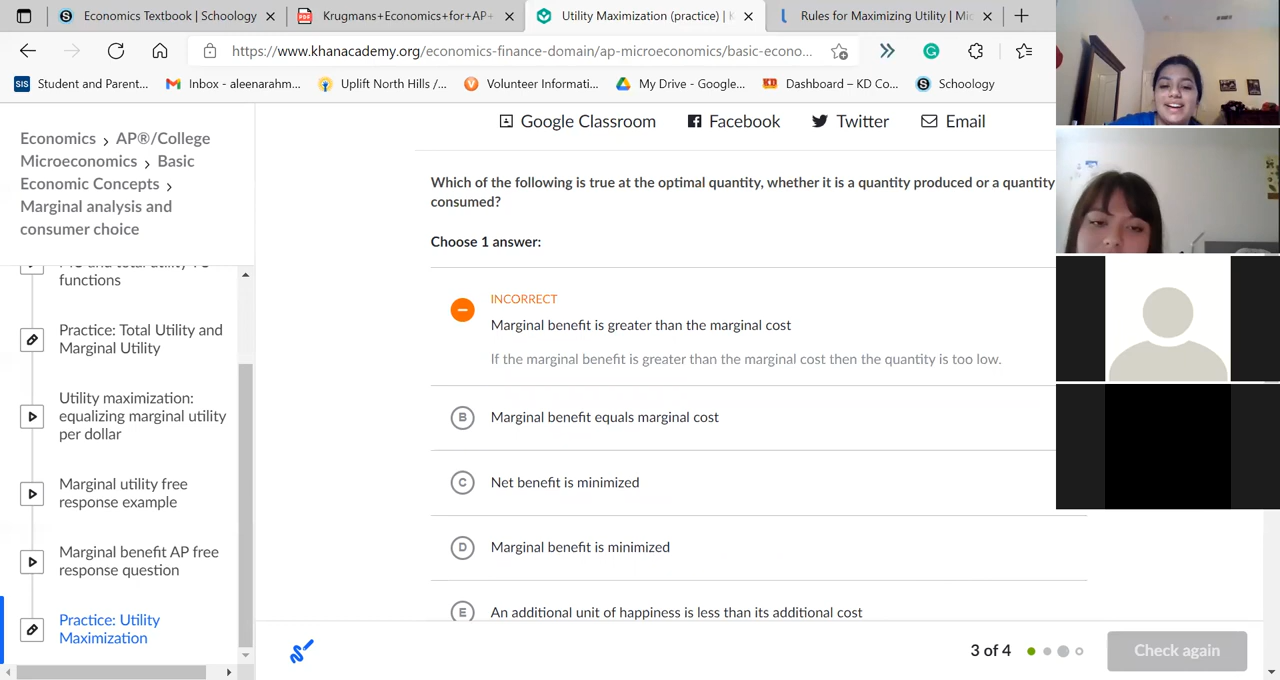 Economics Textbook | Schoology
Krugmans+Economics+for+AP+
Utility Maximization (practice) |
Rules for Maximizing Utility | Mic
https://www.khanacademy.org/economics-finance-domain/ap-microeconomics/basic-econo...
SIS Student and Parent...
Inbox - aleenarahm...
Uplift North Hills /...
Volunteer Informati...
My Drive - Google...
KD Dashboard – KD Co...
S Schoology
Google Classroom
Facebook
Twitter
Email
Economics › AP®/College
Microeconomics › Basic
Economic Concepts ›
Marginal analysis and
consumer choice
functions
Practice: Total Utility and
Marginal Utility
Utility maximization:
equalizing marginal utility
per dollar
Marginal utility free
response example
Marginal benefit AP free
response question
Practice: Utility
Maximization
Which of the following is true at the optimal quantity, whether it is a quantity produced or a quantity
consumed?
Choose 1 answer:
INCORRECT
Marginal benefit is greater than the marginal cost
If the marginal benefit is greater than the marginal cost then the quantity is too low.
B Marginal benefit equals marginal cost
C Net benefit is minimized
D Marginal benefit is minimized
E An additional unit of happiness is less than its additional cost
3 of 4
Check again